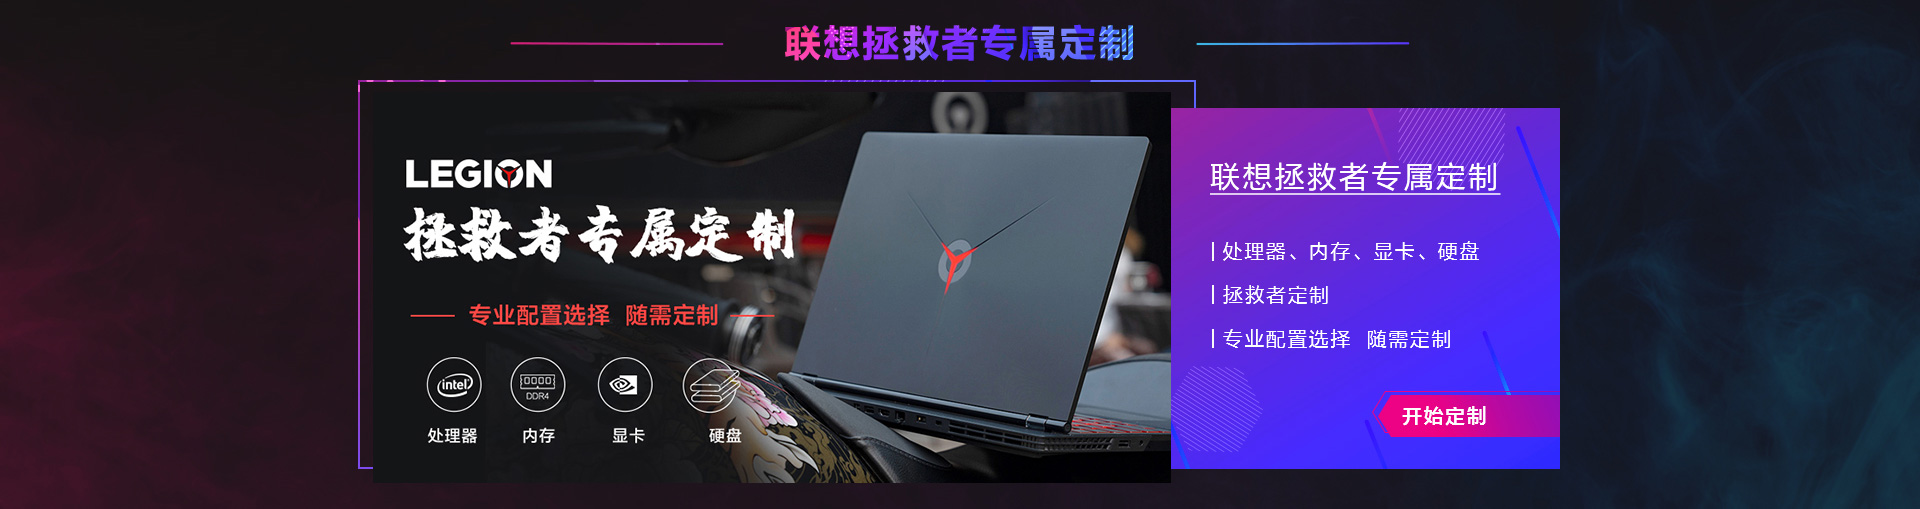 联想拯救者专属定制
LEGION
拯救者专属定制
专业配置选择 随需定制
intel
DDR4
处理器
内存
显卡
硬盘
联想拯救者专属定制
处理器、内存、显卡、硬盘
拯救者定制
专业配置选择 随需定制
开始定制